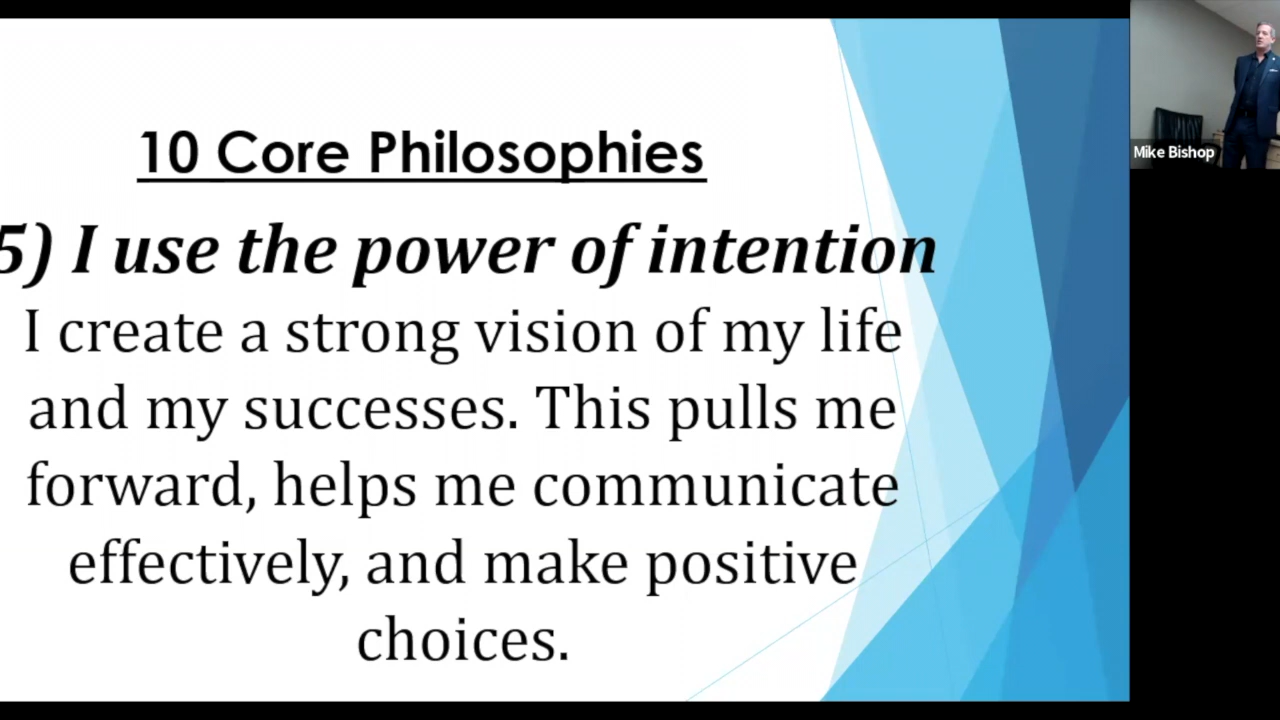 10 Core Philosophies
5) I use the power of intention
I create a strong vision of my life
and my successes. This pulls me
forward, helps me communicate
effectively, and make positive
choices.
Mike Bishop